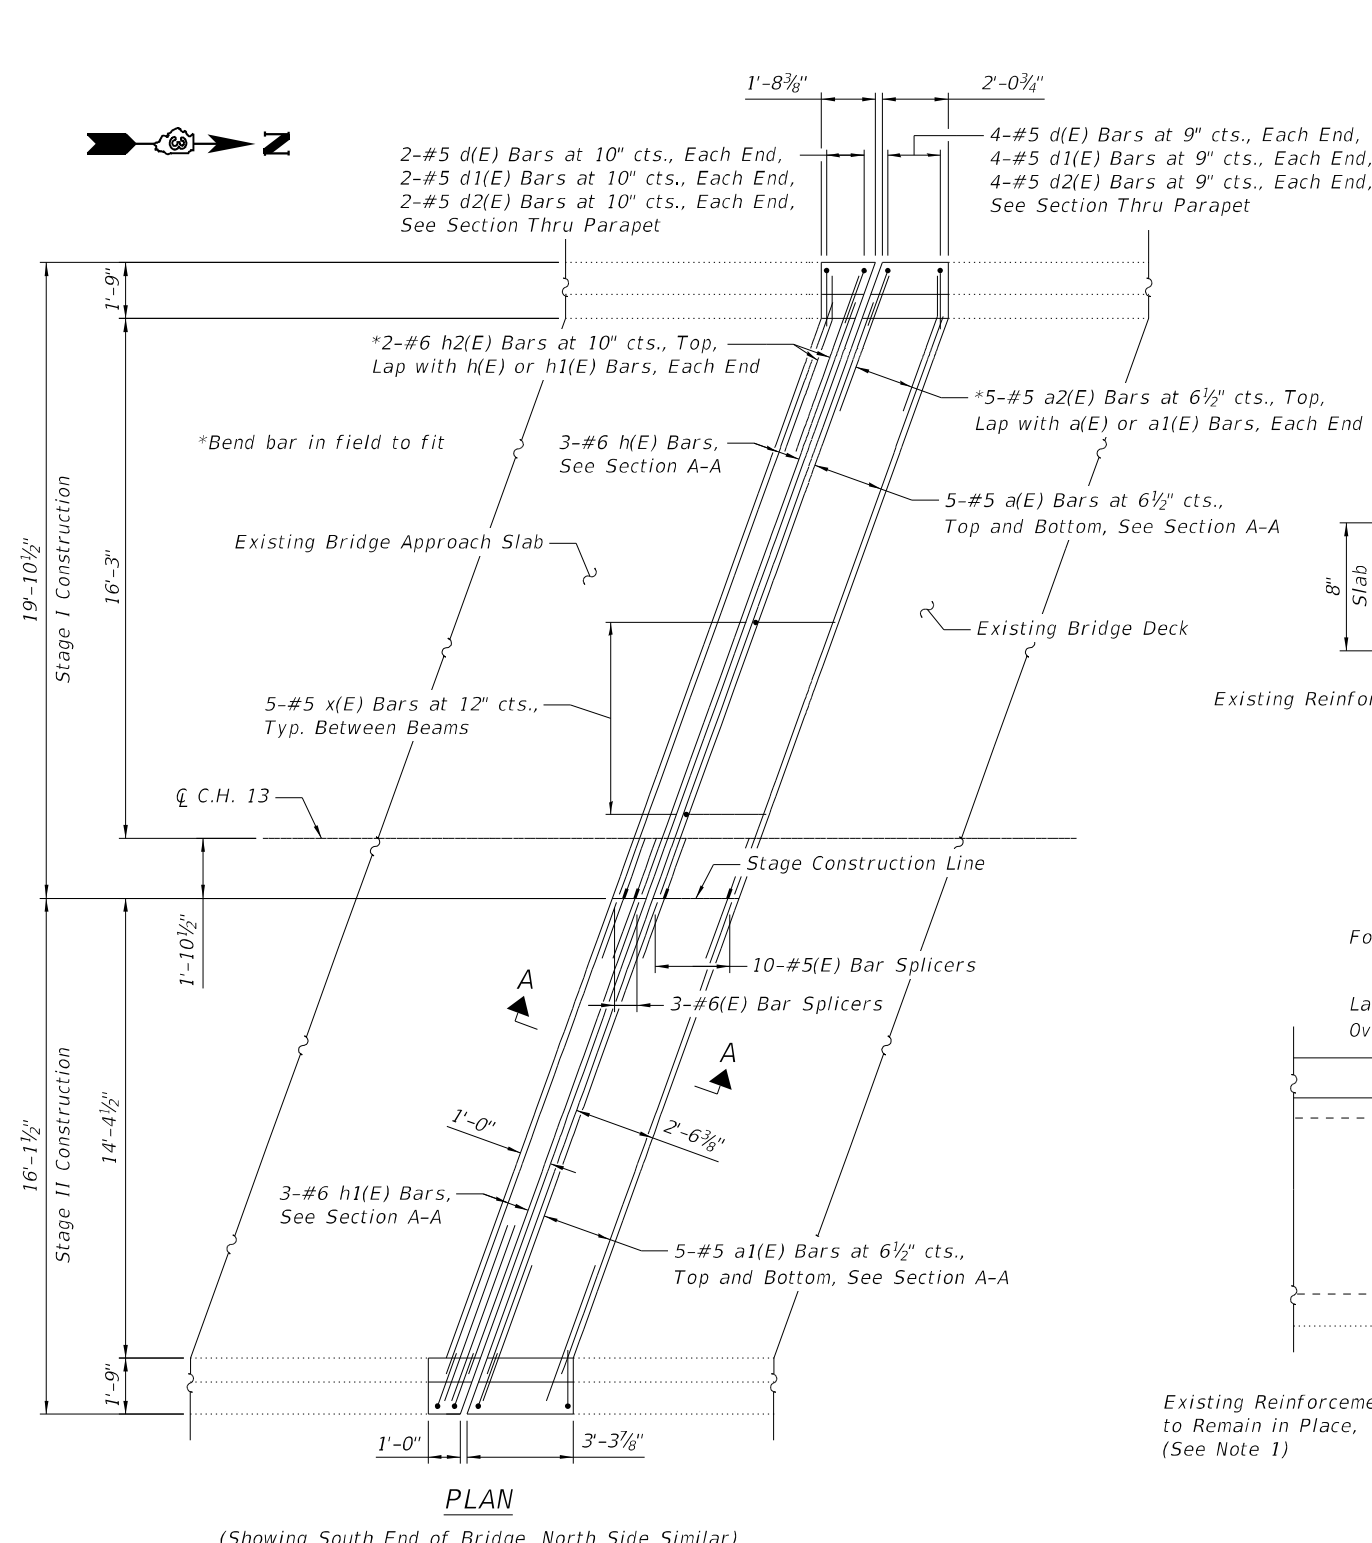 1'-8⅜"
2'-0¾"
N
2-#5 d(E) Bars at 10" cts., Each End,
2-#5 d1(E) Bars at 10" cts., Each End,
2-#5 d2(E) Bars at 10" cts., Each End,
See Section Thru Parapet
4-#5 d(E) Bars at 9" cts., Each End,
4-#5 d1(E) Bars at 9" cts., Each End,
4-#5 d2(E) Bars at 9" cts., Each End,
See Section Thru Parapet
1'-9"
*2-#6 h2(E) Bars at 10" cts., Top,
Lap with h(E) or h1(E) Bars, Each End
*5-#5 a2(E) Bars at 6½" cts., Top,
Lap with a(E) or a1(E) Bars, Each End
*Bend bar in field to fit
3-#6 h(E) Bars,
See Section A-A
5-#5 a(E) Bars at 6½" cts.,
Top and Bottom, See Section A-A
19'-10½"
Stage I Construction
16'-3"
Existing Bridge Approach Slab
8"
Slab
Existing Bridge Deck
5-#5 x(E) Bars at 12" cts.,
Typ. Between Beams
Existing Reinfor
℄ C.H. 13
Stage Construction Line
1'-10½"
10-#5(E) Bar Splicers
Fo
A
3-#6(E) Bar Splicers
La
Ov
A
16'-1½"
Stage II Construction
14'-4½"
1'-0"
2'-6⅜"
3-#6 h1(E) Bars,
See Section A-A
5-#5 a1(E) Bars at 6½" cts.,
Top and Bottom, See Section A-A
1'-9"
Existing Reinforceme
to Remain in Place,
(See Note 1)
1'-0"
3'-3⅞"
PLAN
(Showing South End of Bridge, North Side Similar)